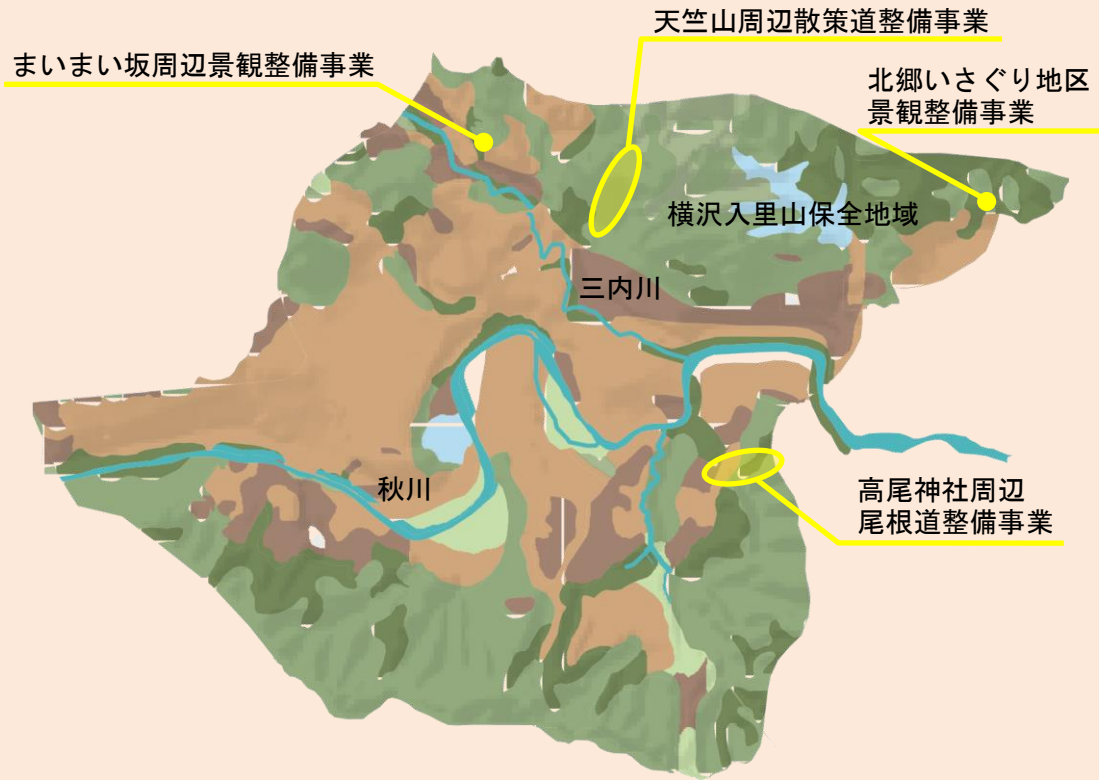 天竺山周辺散策道整備事業
まいまい坂周辺景観整備事業
北郷いさぐり地区
景観整備事業
横沢入里山保全地域
三内川
秋川
高尾神社周辺
尾根道整備事業